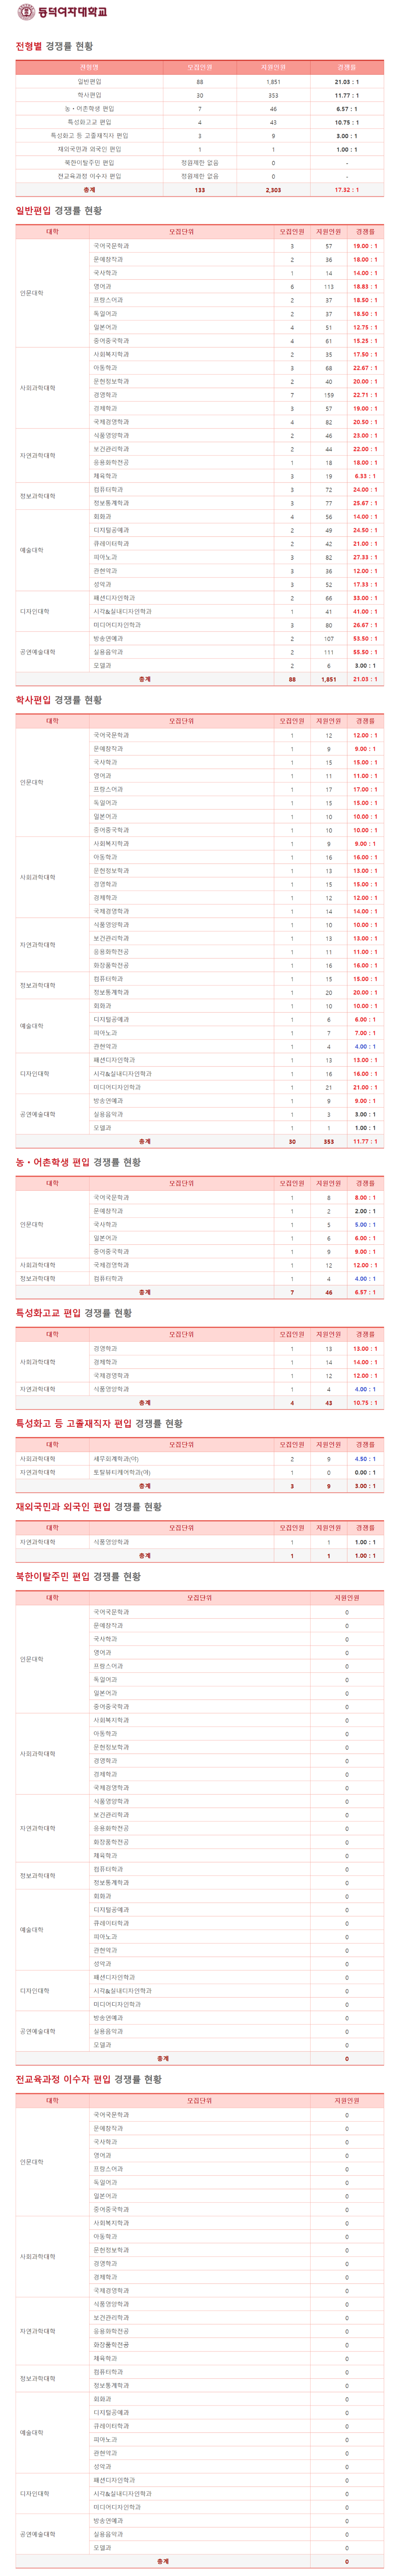 동덕여자대학교
전형별 경쟁률 현황
전형명 모집인원 지원인원 경쟁률
일반편입 88 1,851 21.03 : 1
학사편입 30 353 11.77 : 1
농·어촌학생 편입 7 46 6.57 : 1
특성화고교 편입 4 43 10.75 : 1
특성화고 등 고졸재직자 편입 3 9 3.00 : 1
재외국민과 외국인 편입 1 1 1.00 : 1
북한이탈주민 편입 정원제한 없음 0 -
전교육과정 이수자 편입 정원제한 없음 0 -
총계 133 2,303 17.32 : 1
일반편입 경쟁률 현황
대학 모집단위 모집인원 지원인원 경쟁률
인문대학
국어국문학과 3 57 19.00 : 1
문예창작과 2 36 18.00 : 1
국사학과 1 14 14.00 : 1
영어과 6 113 18.83 : 1
프랑스어과 2 37 18.50 : 1
독일어과 2 37 18.50 : 1
일본어과 4 51 12.75 : 1
중어중국학과 4 61 15.25 : 1
사회과학대학
사회복지학과 2 35 17.50 : 1
아동학과 3 68 22.67 : 1
문헌정보학과 2 40 20.00 : 1
경영학과 7 159 22.71 : 1
경제학과 3 57 19.00 : 1
국제경영학과 4 82 20.50 : 1
자연과학대학
식품영양학과 2 46 23.00 : 1
보건관리학과 2 44 22.00 : 1
응용화학전공 1 18 18.00 : 1
체육학과 3 19 6.33 : 1
정보과학대학
컴퓨터학과 3 72 24.00 : 1
정보통계학과 3 77 25.67 : 1
예술대학
회화과 4 56 14.00 : 1
디지털공예과 2 49 24.50 : 1
큐레이터학과 2 42 21.00 : 1
피아노과 3 82 27.33 : 1
관현악과 3 36 12.00 : 1
성악과 3 52 17.33 : 1
디자인대학
패션디자인학과 2 66 33.00 : 1
시각&실내디자인학과 1 41 41.00 : 1
미디어디자인학과 3 80 26.67 : 1
공연예술대학
방송연예과 2 107 53.50 : 1
실용음악과 2 111 55.50 : 1
모델과 2 6 3.00 : 1
총계 88 1,851 21.03 : 1
학사편입 경쟁률 현황
대학 모집단위 모집인원 지원인원 경쟁률
인문대학
국어국문학과 1 12 12.00 : 1
문예창작과 1 9 9.00 : 1
국사학과 1 15 15.00 : 1
영어과 1 11 11.00 : 1
프랑스어과 1 17 17.00 : 1
독일어과 1 15 15.00 : 1
일본어과 1 10 10.00 : 1
중어중국학과 1 10 10.00 : 1
사회과학대학
사회복지학과 1 9 9.00 : 1
아동학과 1 16 16.00 : 1
문헌정보학과 1 13 13.00 : 1
경영학과 1 15 15.00 : 1
경제학과 1 12 12.00 : 1
국제경영학과 1 14 14.00 : 1
자연과학대학
식품영양학과 1 10 10.00 : 1
보건관리학과 1 13 13.00 : 1
응용화학전공 1 11 11.00 : 1
화장품학전공 1 16 16.00 : 1
정보과학대학
컴퓨터학과 1 15 15.00 : 1
정보통계학과 1 20 20.00 : 1
예술대학
회화과 1 10 10.00 : 1
디지털공예과 1 6 6.00 : 1
피아노과 1 7 7.00 : 1
관현악과 1 4 4.00 : 1
디자인대학
패션디자인학과 1 13 13.00 : 1
시각&실내디자인학과 1 16 16.00 : 1
미디어디자인학과 1 21 21.00 : 1
공연예술대학
방송연예과 1 9 9.00 : 1
실용음악과 1 3 3.00 : 1
모델과 1 1 1.00 : 1
총계 30 353 11.77 : 1
농·어촌학생 편입 경쟁률 현황
대학 모집단위 모집인원 지원인원 경쟁률
인문대학
국어국문학과 1 8 8.00 : 1
문예창작과 1 2 2.00 : 1
국사학과 1 5 5.00 : 1
일본어과 1 6 6.00 : 1
중어중국학과 1 9 9.00 : 1
사회과학대학 국제경영학과 1 12 12.00 : 1
정보과학대학 컴퓨터학과 1 4 4.00 : 1
총계 7 46 6.57 : 1
특성화고교 편입 경쟁률 현황
대학 모집단위 모집인원 지원인원 경쟁률
사회과학대학
경영학과 1 13 13.00 : 1
경제학과 1 14 14.00 : 1
국제경영학과 1 12 12.00 : 1
자연과학대학 식품영양학과 1 4 4.00 : 1
총계 4 43 10.75 : 1
특성화고 등 고졸재직자 편입 경쟁률 현황
대학 모집단위 모집인원 지원인원 경쟁률
사회과학대학 세무회계학과(야) 2 9 4.50 : 1
자연과학대학 토탈뷰티케어학과(야) 1 0 0.00 : 1
총계 3 9 3.00 : 1
재외국민과 외국인 편입 경쟁률 현황
대학 모집단위 모집인원 지원인원 경쟁률
자연과학대학 식품영양학과 1 1 1.00 : 1
총계 1 1 1.00 : 1
북한이탈주민 편입 경쟁률 현황
대학 모집단위 지원인원
인문대학
국어국문학과 0
문예창작과 0
국사학과 0
영어과 0
프랑스어과 0
독일어과 0
일본어과 0
중어중국학과 0
사회과학대학
사회복지학과 0
아동학과 0
문헌정보학과 0
경영학과 0
경제학과 0
국제경영학과 0
자연과학대학
식품영양학과 0
보건관리학과 0
응용화학전공 0
화장품학전공 0
체육학과 0
정보과학대학
컴퓨터학과 0
정보통계학과 0
예술대학
회화과 0
디지털공예과 0
큐레이터학과 0
피아노과 0
관현악과 0
성악과 0
디자인대학
패션디자인학과 0
시각&실내디자인학과 0
미디어디자인학과 0
공연예술대학
방송연예과 0
실용음악과 0
모델과 0
총계 0
전교육과정 이수자 편입 경쟁률 현황
대학 모집단위 지원인원
인문대학
국어국문학과 0
문예창작과 0
국사학과 0
영어과 0
프랑스어과 0
독일어과 0
일본어과 0
중어중국학과 0
사회과학대학
사회복지학과 0
아동학과 0
문헌정보학과 0
경영학과 0
경제학과 0
국제경영학과 0
자연과학대학
식품영양학과 0
보건관리학과 0
응용화학전공 0
화장품학전공 0
체육학과 0
정보과학대학
컴퓨터학과 0
정보통계학과 0
예술대학
회화과 0
디지털공예과 0
큐레이터학과 0
피아노과 0
관현악과 0
성악과 0
디자인대학
패션디자인학과 0
시각&실내디자인학과 0
미디어디자인학과 0
공연예술대학
방송연예과 0
실용음악과 0
모델과 0
총계 0